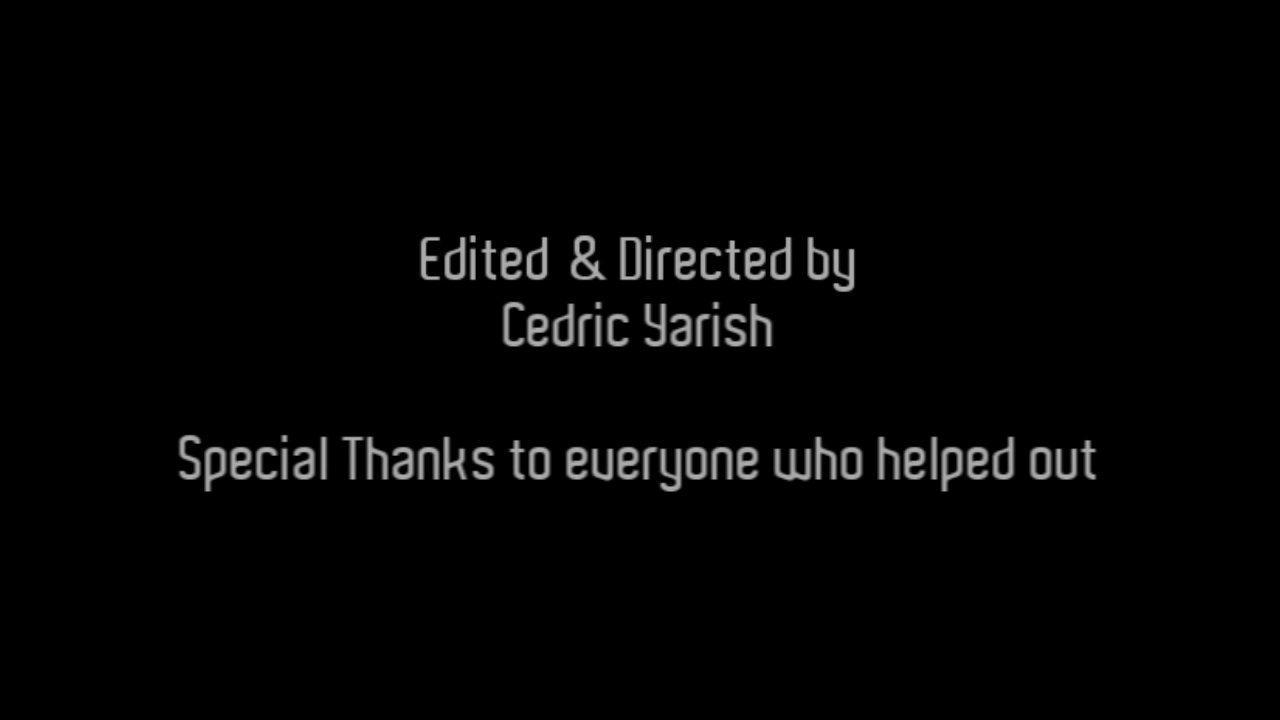 Edited & Directed by
Cedric Yarish
Special Thanks to everyone who helped out